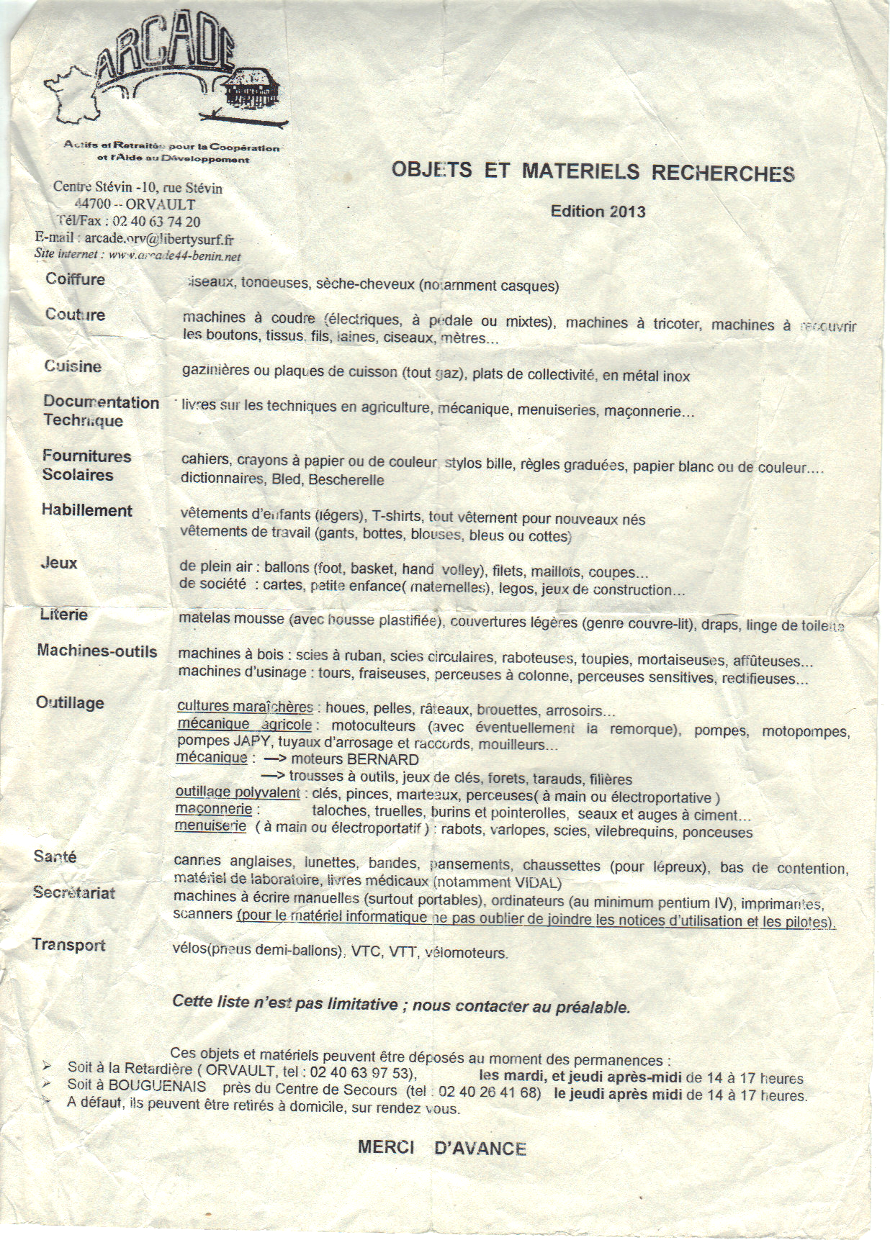 ARCADE
Actifs et Retraités pour la Coopération
et l'Aide au Développement
OBJETS ET MATERIELS RECHERCHES
Edition 2013
Centre Stévin -10, rue Stévin
44700 -- ORVAULT
Tél/Fax : 02 40 63 74 20
E-mail : arcade.orv@libertysurf.fr
Site internet : www.arcade44-benin.net
Coiffure ciseaux, tondeuses, sèche-cheveux (notamment casques)
Couture machines à coudre (électriques, à pédale ou mixtes), machines à tricoter, machines à recouvrir
les boutons, tissus, fils, laines, ciseaux, mètres...
Cuisine gazinières ou plaques de cuisson (tout gaz), plats de collectivité, en métal inox
Documentation livres sur les techniques en agriculture, mécanique, menuiseries, maçonnerie...
Technique
Fournitures cahiers, crayons à papier ou de couleur, stylos bille, règles graduées, papier blanc ou de couleur....
Scolaires dictionnaires, Bled, Bescherelle
Habillement vêtements d'enfants (légers), T-shirts, tout vêtement pour nouveaux nés
vêtements de travail (gants, bottes, blouses, bleus ou cottes)
Jeux de plein air : ballons (foot, basket, hand volley), filets, maillots, coupes...
de société : cartes, petite enfance( maternelles), legos, jeux de construction...
Literie matelas mousse (avec housse plastifiée), couvertures légères (genre couvre-lit), draps, linge de toilette
Machines-outils machines à bois : scies à ruban, scies circulaires, raboteuses, toupies, mortaiseuses, affûteuses...
machines d'usinage : tours, fraiseuses, perceuses à colonne, perceuses sensitives, rectifieuses...
Outillage cultures maraîchères : houes, pelles, râteaux, brouettes, arrosoirs...
mécanique agricole : motoculteurs (avec éventuellement la remorque), pompes, motopompes,
pompes JAPY, tuyaux d'arrosage et raccords, mouilleurs...
mécanique : —> moteurs BERNARD
—> trousses à outils, jeux de clés, forets, tarauds, filières
outillage polyvalent : clés, pinces, marteaux, perceuses( à main ou électroportative )
maçonnerie : taloches, truelles, burins et pointerolles, seaux et auges à ciment...
menuiserie ( à main ou électroportatif ) : rabots, varlopes, scies, vilebrequins, ponceuses
Santé cannes anglaises, lunettes, bandes, pansements, chaussettes (pour lépreux), bas de contention,
matériel de laboratoire, livres médicaux (notamment VIDAL)
Secrétariat machines à écrire manuelles (surtout portables), ordinateurs (au minimum pentium IV), imprimantes,
scanners (pour le matériel informatique ne pas oublier de joindre les notices d'utilisation et les pilotes).
Transport vélos(pneus demi-ballons), VTC, VTT, vélomoteurs.
Cette liste n'est pas limitative ; nous contacter au préalable.
Ces objets et matériels peuvent être déposés au moment des permanences :
➢ Soit à la Retardière ( ORVAULT, tel : 02 40 63 97 53), les mardi, et jeudi après-midi de 14 à 17 heures
➢ Soit à BOUGUENAIS près du Centre de Secours (tel : 02 40 26 41 68) le jeudi après midi de 14 à 17 heures.
➢ A défaut, ils peuvent être retirés à domicile, sur rendez vous.
MERCI D'AVANCE